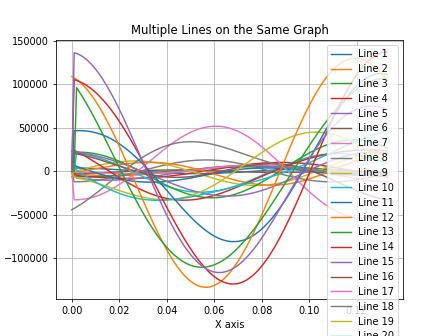 Multiple Lines on the Same Graph
150000
100000
50000
0
−50000
−100000
0.00
0.02
0.04
0.06
0.08
0.10
X axis
Line 1
Line 2
Line 3
Line 4
Line 5
Line 6
Line 7
Line 8
Line 9
Line 10
Line 11
Line 12
Line 13
Line 14
Line 15
Line 16
Line 17
Line 18
Line 19
Line 20